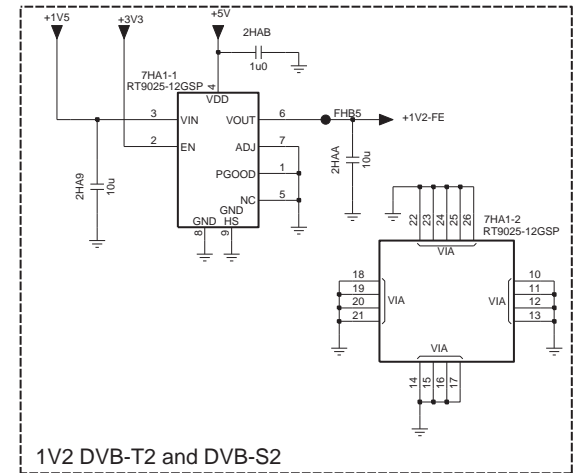 +1V5
+3V3
+5V
2HAB
1u0
7HA1-1
RT9025-12GSP
4
VDD
3
VIN
VOUT
6
FHB5
+1V2-FE
2
EN
ADJ
7
PGOOD
1
NC
5
GND
GND
HS
8
9
2HA9
10u
2HAA
10u
22
23
24
25
26
7HA1-2
RT9025-12GSP
VIA
18
19
20
21
VIA
VIA
10
11
12
13
VIA
14
15
16
17
1V2 DVB-T2 and DVB-S2